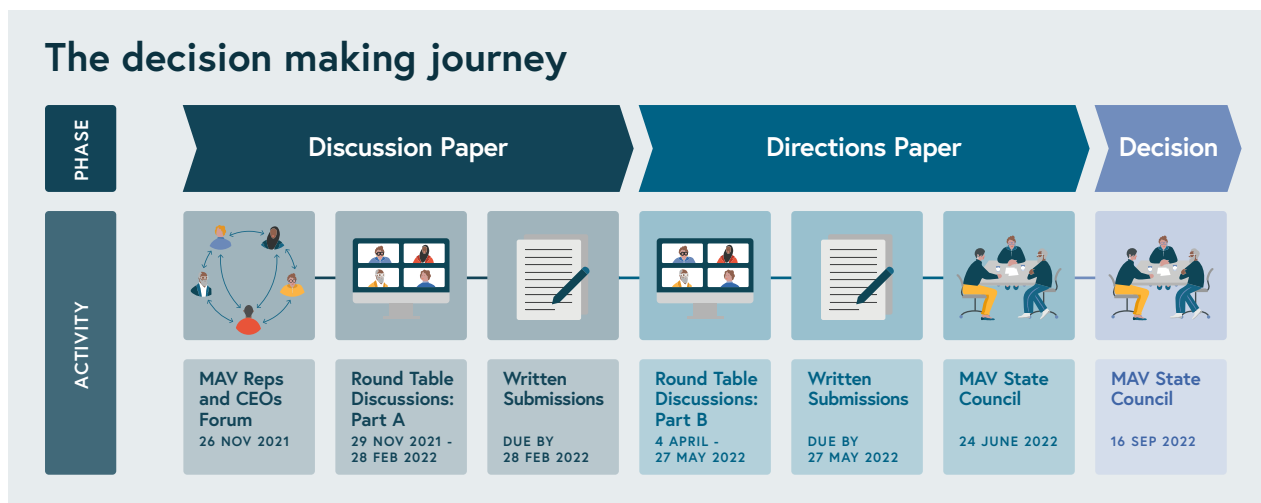 The decision making journey
PHASE
Discussion Paper
Directions Paper
Decision
ACTIVITY
MAV Reps
and CEOs
Forum
26 NOV 2021
Round Table
Discussions:
Part A
29 NOV 2021 -
28 FEB 2022
Written
Submissions
DUE BY
28 FEB 2022
Round Table
Discussions:
Part B
4 APRIL -
27 MAY 2022
Written
Submissions
DUE BY
27 MAY 2022
MAV State
Council
24 JUNE 2022
MAV State
Council
16 SEP 2022